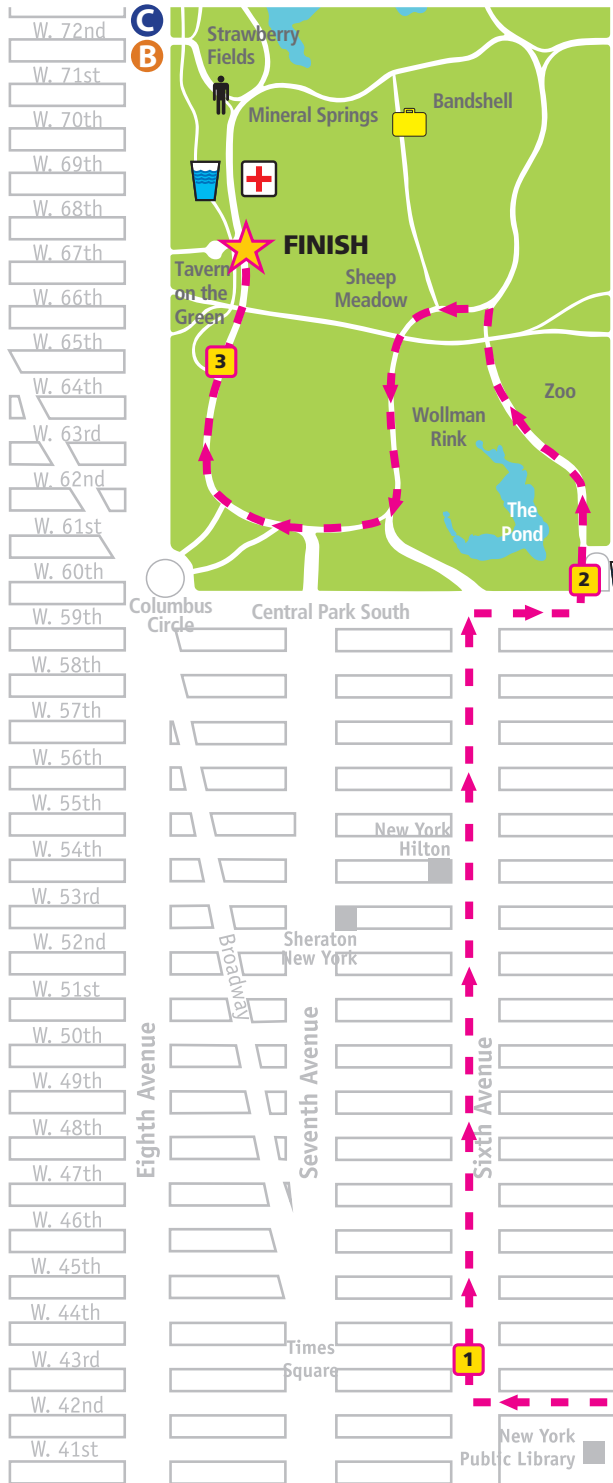 C
B
W. 72nd
W. 71st
W. 70th
W. 69th
W. 68th
W. 67th
W. 66th
W. 65th
W. 64th
W. 63rd
W. 62nd
W. 61st
W. 60th
W. 59th
W. 58th
W. 57th
W. 56th
W. 55th
W. 54th
W. 53rd
W. 52nd
W. 51st
W. 50th
W. 49th
W. 48th
W. 47th
W. 46th
W. 45th
W. 44th
W. 43rd
W. 42nd
W. 41st
Strawberry
Fields
Mineral Springs
Bandshell
FINISH
Tavern
on the
Green
Sheep
Meadow
3
Zoo
Wollman
Rink
The
Pond
2
Columbus
Circle
Central Park South
New York
Hilton
Sheraton
New York
Broadway
Eighth Avenue
Seventh Avenue
Sixth Avenue
Times
Square
1
New York
Public Library